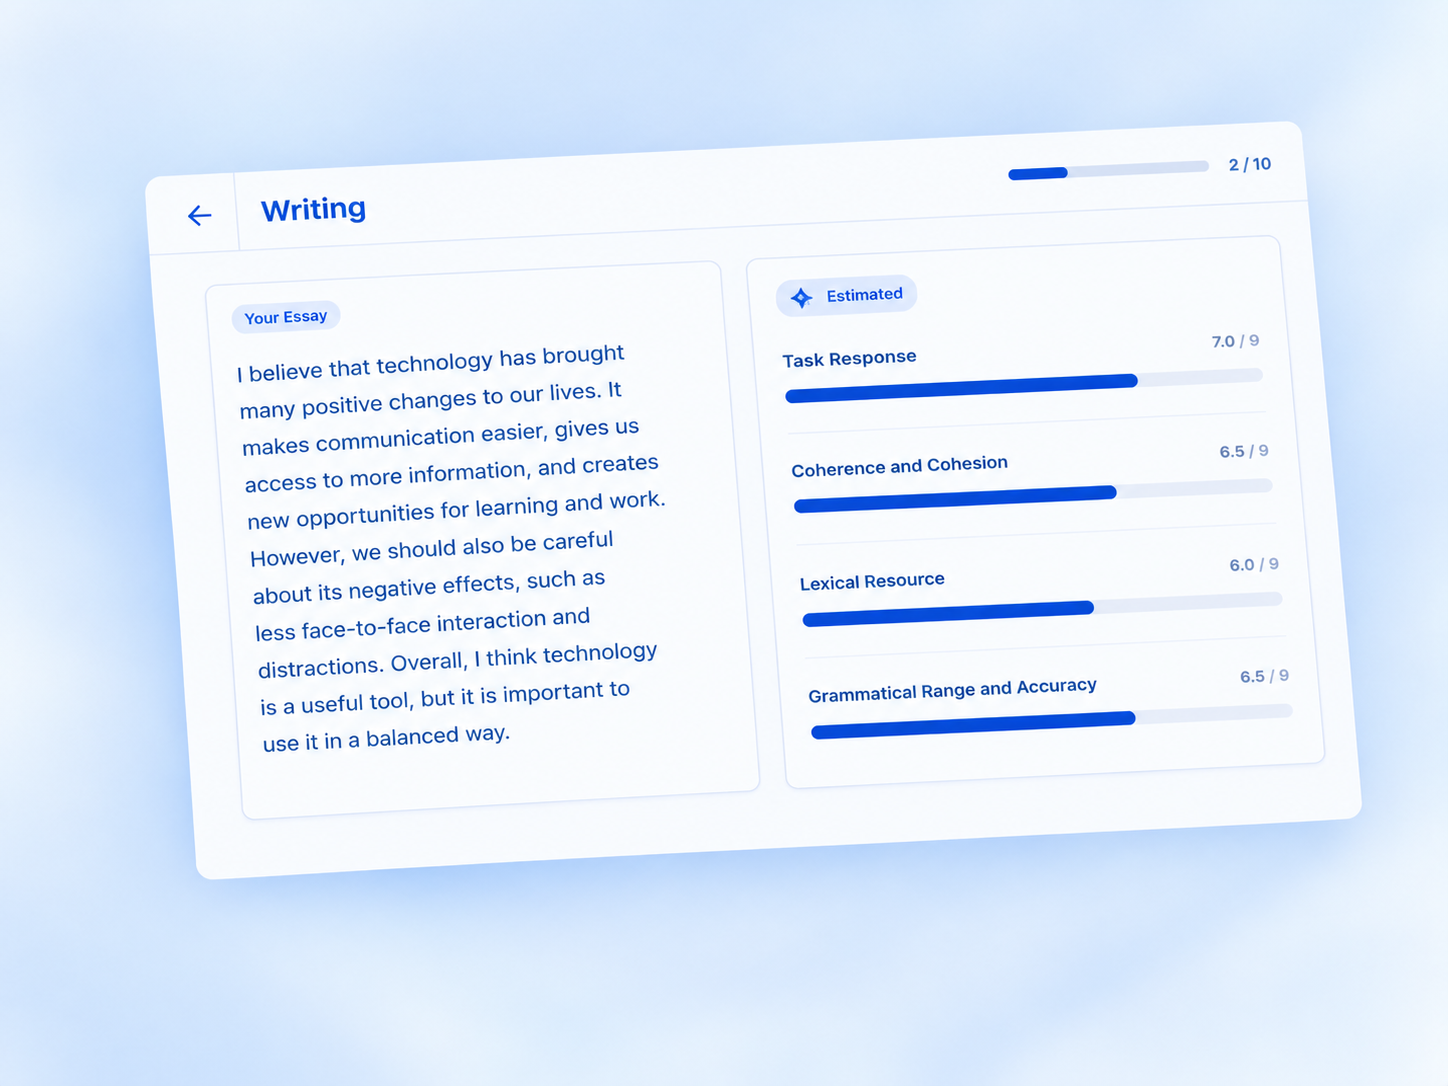 Writing
2 / 10
Your Essay
I believe that technology has brought
many positive changes to our lives. It
makes communication easier, gives us
access to more information, and creates
new opportunities for learning and work.
However, we should also be careful
about its negative effects, such as
less face-to-face interaction and
distractions. Overall, I think technology
is a useful tool, but it is important to
use it in a balanced way.
Estimated
Task Response
7.0 / 9
Coherence and Cohesion
6.5 / 9
Lexical Resource
6.0 / 9
Grammatical Range and Accuracy
6.5 / 9